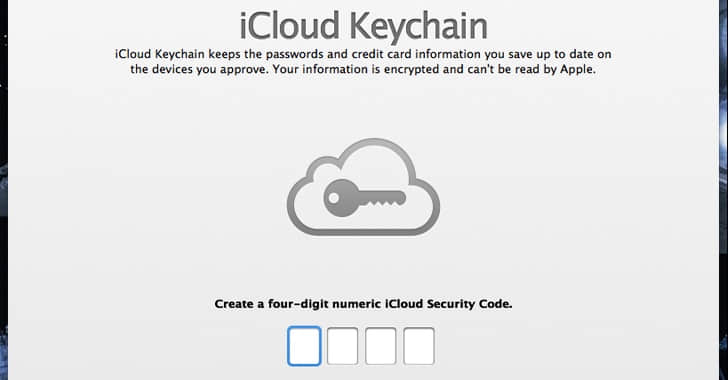 iCloud Keychain
iCloud Keychain keeps the passwords and credit card information you save up to date on
the devices you approve. Your information is encrypted and can't be read by Apple.
Create a four-digit numeric iCloud Security Code.